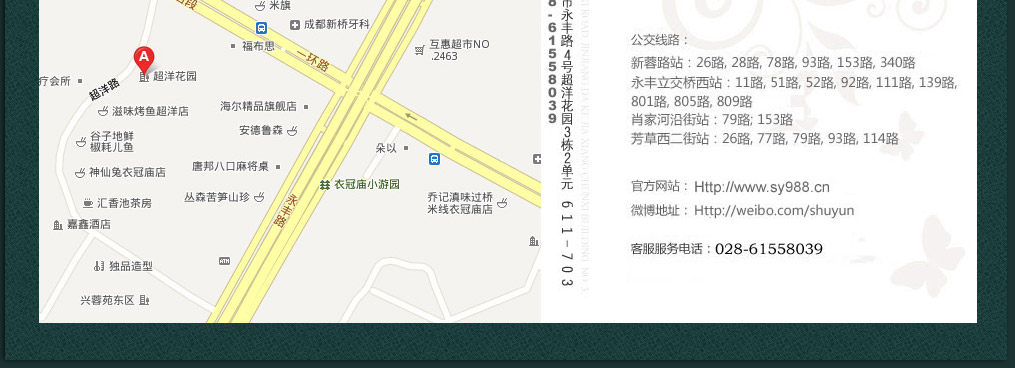 米旗
成都新桥牙科
福布思
互惠超市NO
.2463
一环路
A
超洋花园
疗会所
超洋路
滋味烤鱼超洋店
海尔精品旗舰店
安德鲁森
谷子地鲜
椒耗儿鱼
朵以
神仙兔衣冠庙店
唐邦八口麻将桌
衣冠庙小游园
丛森苦笋山珍
乔记滇味过桥
米线衣冠庙店
汇香池茶房
嘉鑫酒店
永丰路
独品造型
兴蓉苑东区
8-61558039
市永丰路4号超洋花园3栋2单元 611-703
公交线路：
新蓉路站：26路, 28路, 78路, 93路, 153路, 340路
永丰立交桥西站：11路, 51路, 52路, 92路, 111路, 139路,
801路, 805路, 809路
肖家河沿街站：79路; 153路
芳草西二街站：26路, 77路, 79路, 93路, 114路
官方网站：Http://www.sy988.cn
微博地址：Http://weibo.com/shuyun
客服服务电话：028-61558039